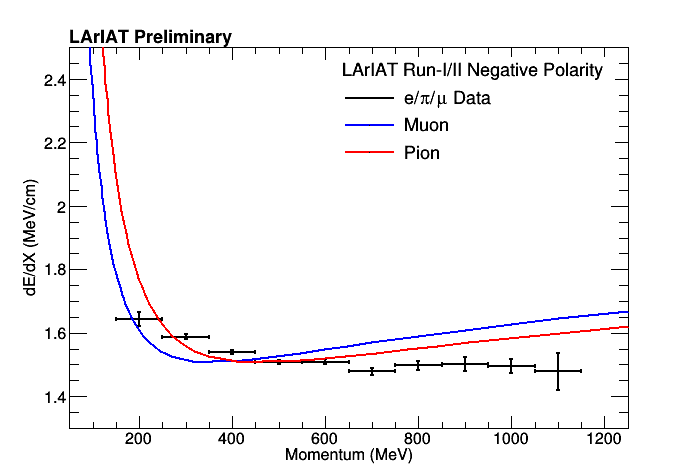 LArIAT Preliminary
LArIAT Run-I/II Negative Polarity
e/π/μ Data
Muon
Pion
dE/dX (MeV/cm)
2.4
2.2
2
1.8
1.6
1.4
200 400 600 800 1000 1200
Momentum (MeV)